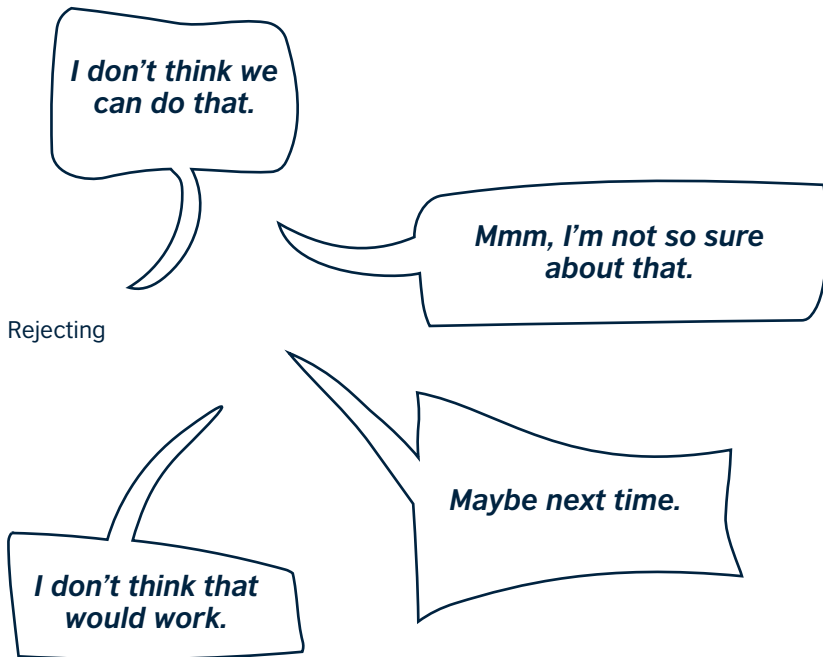 I don’t think we
can do that.
Mmm, I’m not so sure
about that.
Rejecting
Maybe next time.
I don’t think that
would work.